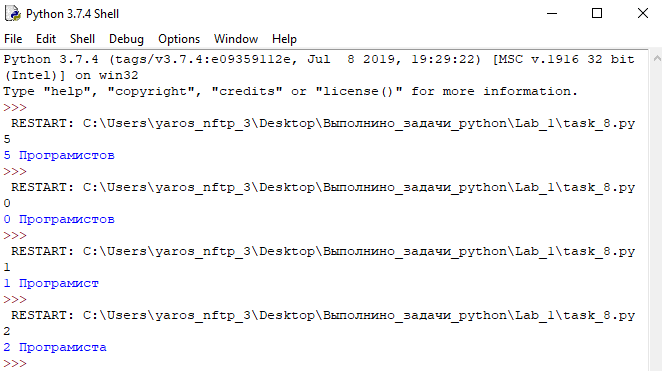 Python 3.7.4 Shell
File Edit Shell Debug Options Window Help
Python 3.7.4 (tags/v3.7.4:e09359112e, Jul  8 2019, 19:29:22) [MSC v.1916 32 bit
(Intel)] on win32
Type "help", "copyright", "credits" or "license()" for more information.
>>>
 RESTART: C:\Users\yaros_nftp_3\Desktop\Выполнино_задачи_python\Lab_1\task_8.py
5
5 Програмистов
>>>
 RESTART: C:\Users\yaros_nftp_3\Desktop\Выполнино_задачи_python\Lab_1\task_8.py
0
0 Програмистов
>>>
 RESTART: C:\Users\yaros_nftp_3\Desktop\Выполнино_задачи_python\Lab_1\task_8.py
1
1 Програмист
>>>
 RESTART: C:\Users\yaros_nftp_3\Desktop\Выполнино_задачи_python\Lab_1\task_8.py
2
2 Програмиста
>>>